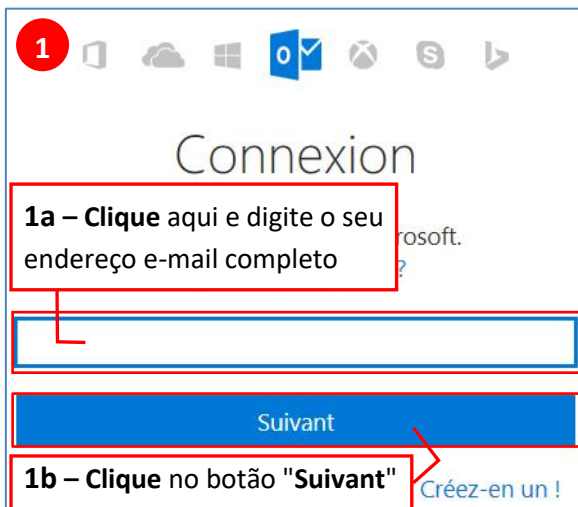 1
Connexion
1a – Clique aqui e digite o seu
endereço e-mail completo
rosoft.
?
Suivant
1b – Clique no botão "Suivant"
Créez-en un !